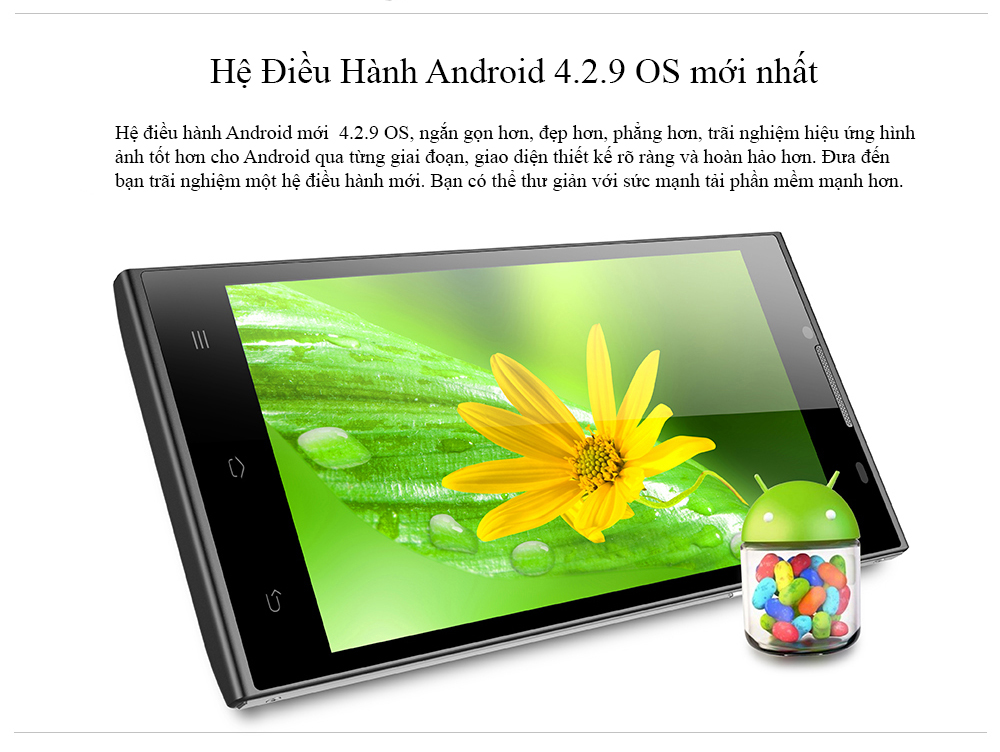 Hệ Điều Hành Android 4.2.9 OS mới nhất
Hệ điều hành Android mới 4.2.9 OS, ngắn gọn hơn, đẹp hơn, phẳng hơn, trãi nghiệm hiệu ứng hình
ảnh tốt hơn cho Android qua từng giai đoạn, giao diện thiết kế rõ ràng và hoàn hảo hơn. Đưa đến
bạn trãi nghiệm một hệ điều hành mới. Bạn có thể thư giản với sức mạnh tải phần mềm mạnh hơn.